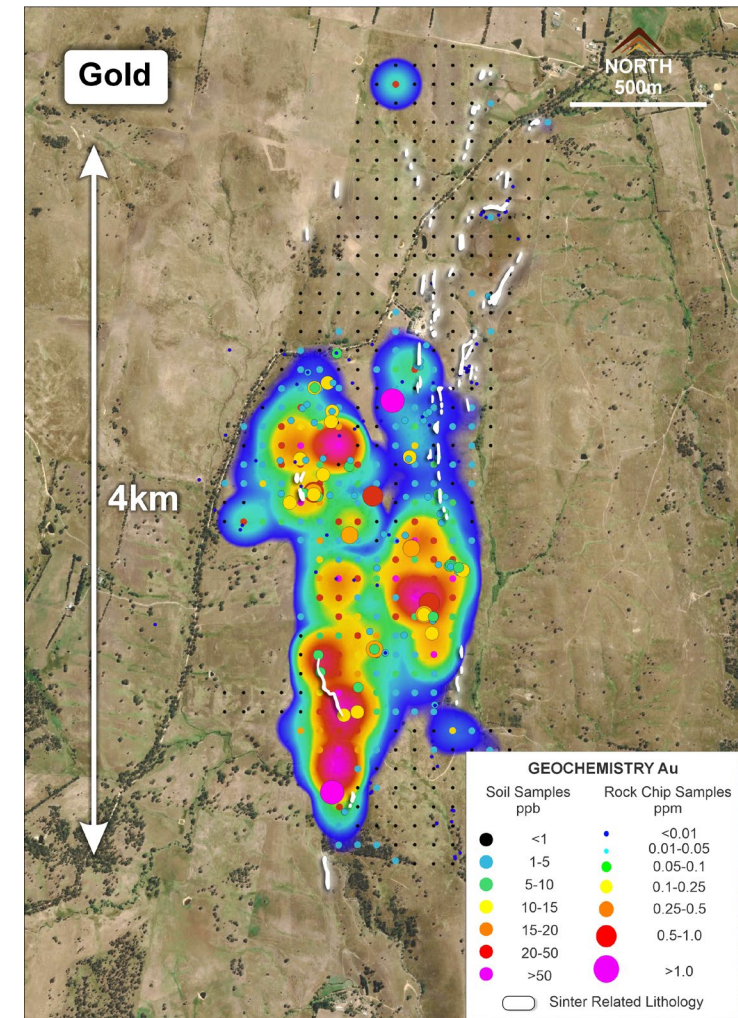 Gold
NORTH
500m
4km
GEOCHEMISTRY Au
Soil Samples
ppb
Rock Chip Samples
ppm
<1
1-5
5-10
10-15
15-20
20-50
>50
<0.01
0.01-0.05
0.05-0.1
0.1-0.25
0.25-0.5
0.5-1.0
>1.0
Sinter Related Lithology